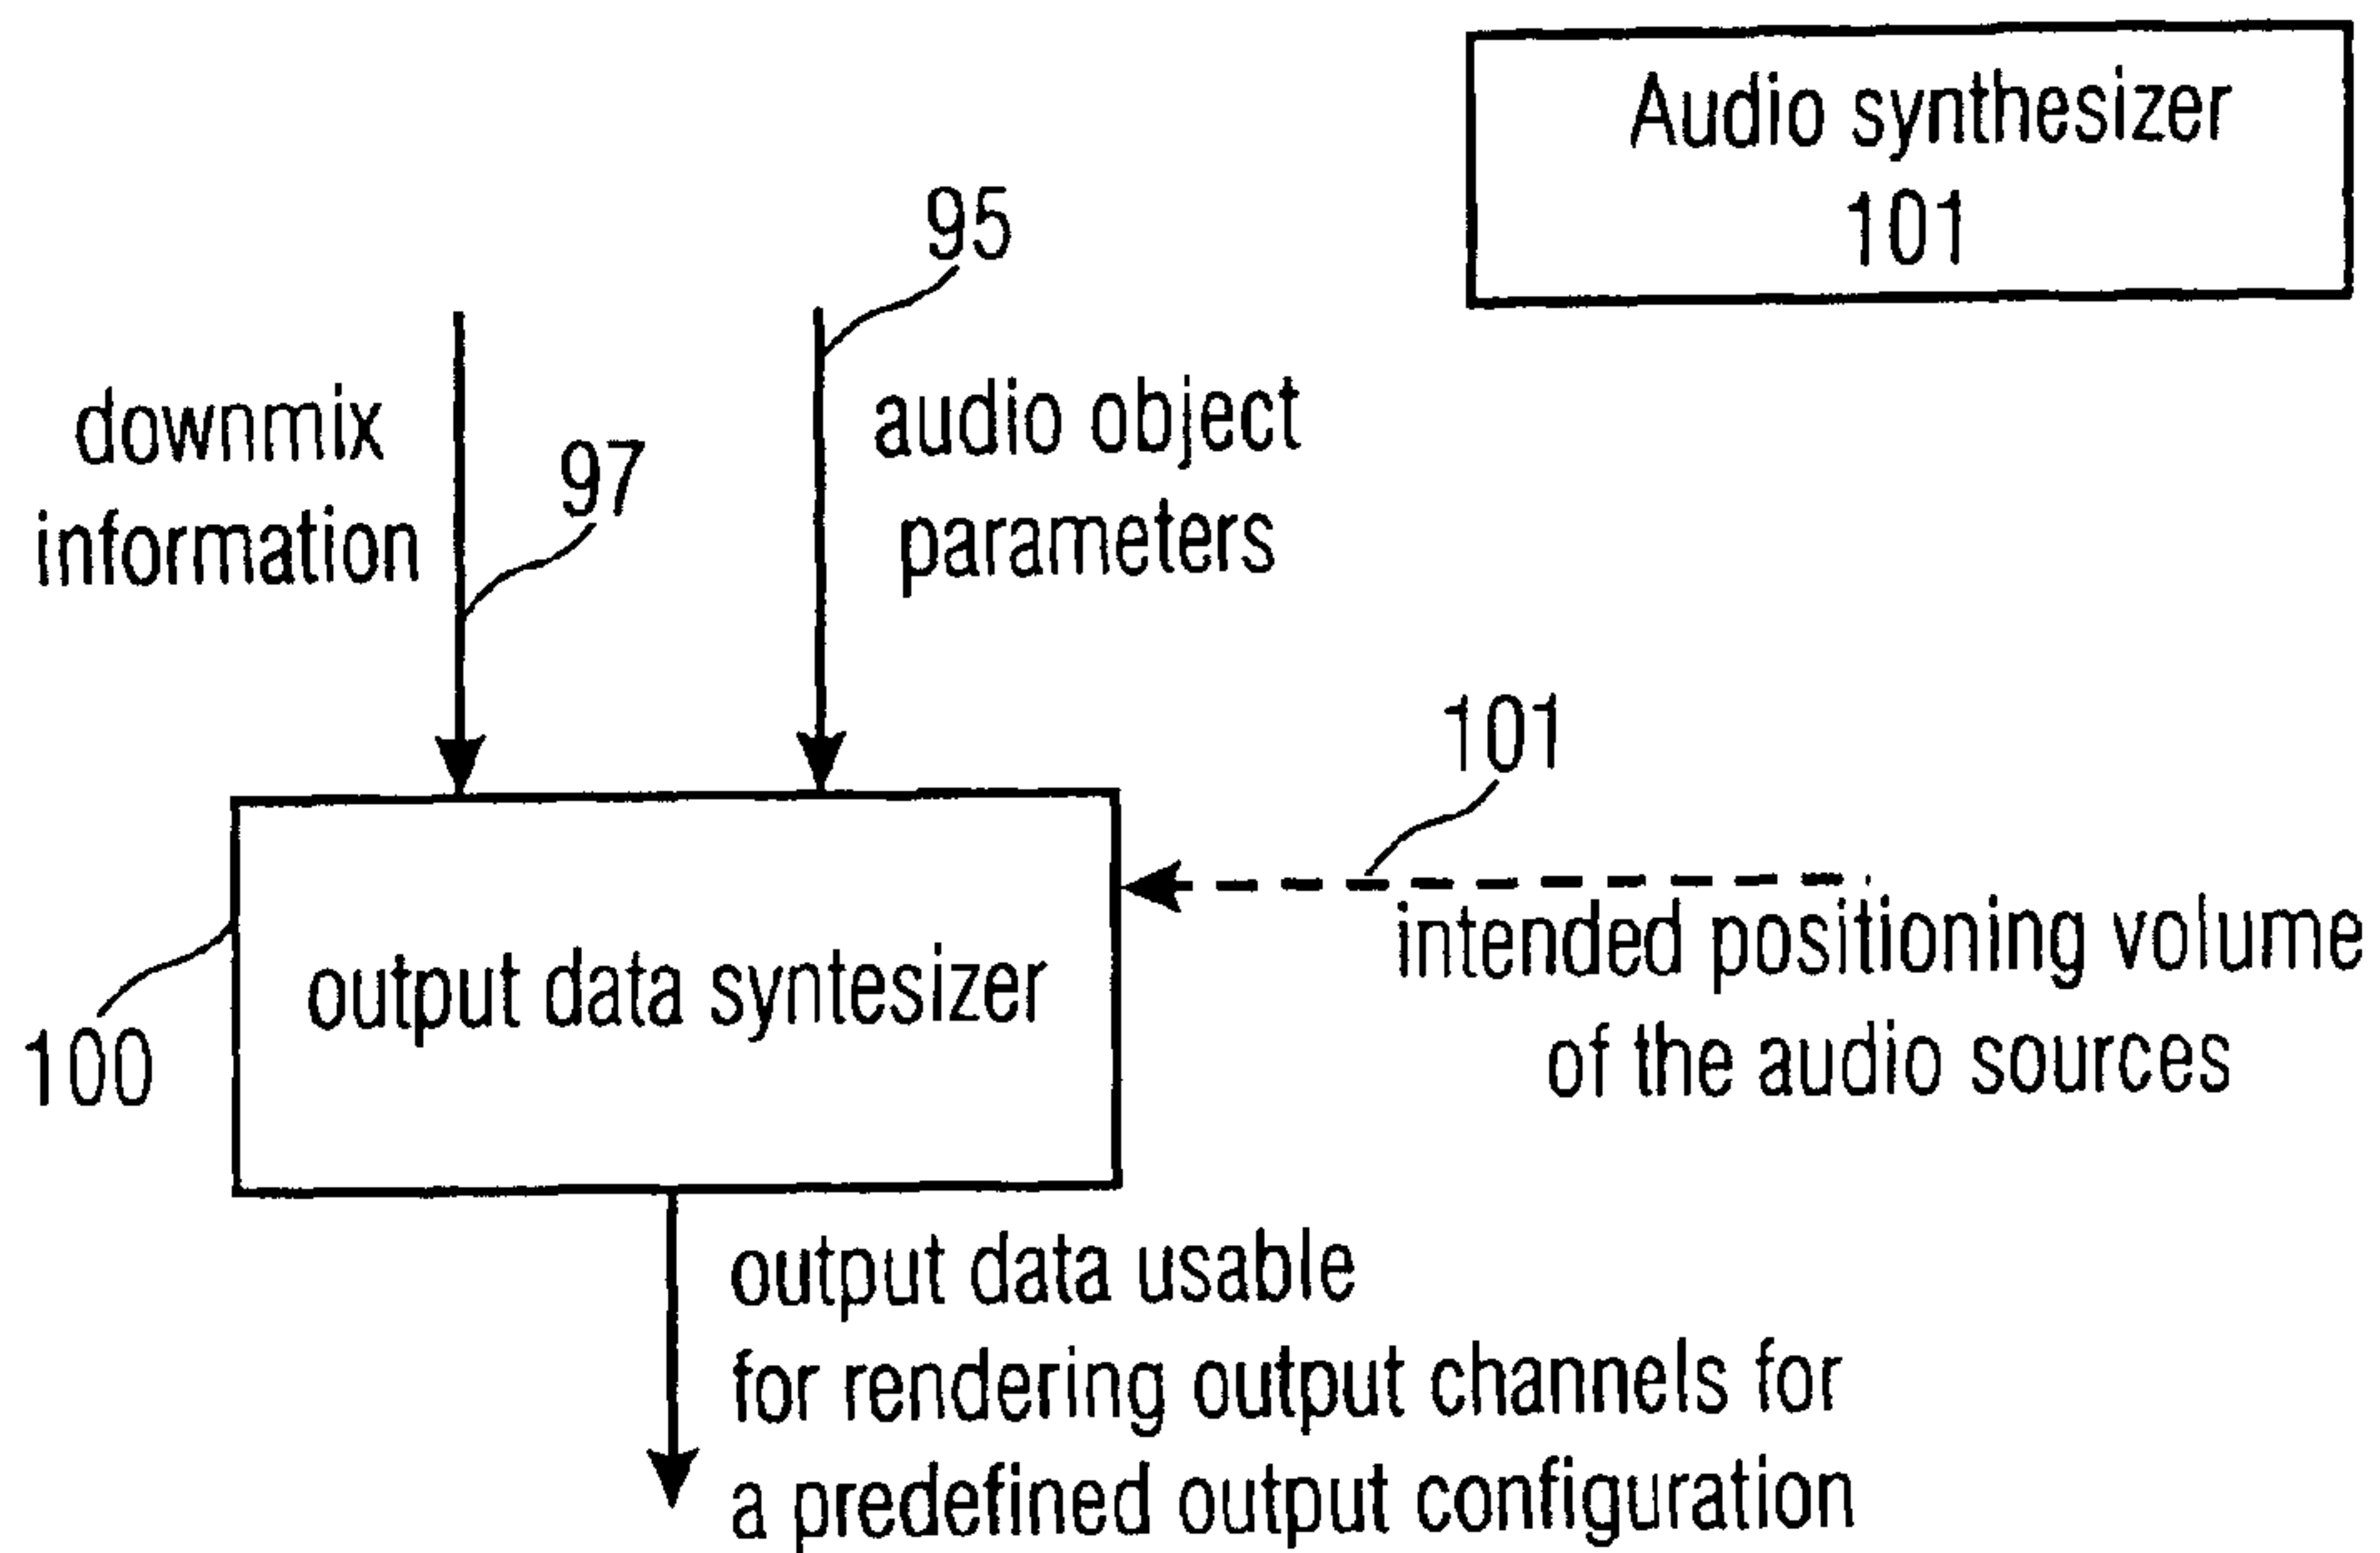 Audio synthesizer
101
95
downmix
information
97
audio object
parameters
101
intended positioning volume
of the audio sources
output data syntesizer
100
output data usable
for rendering output channels for
a predefined output configuration